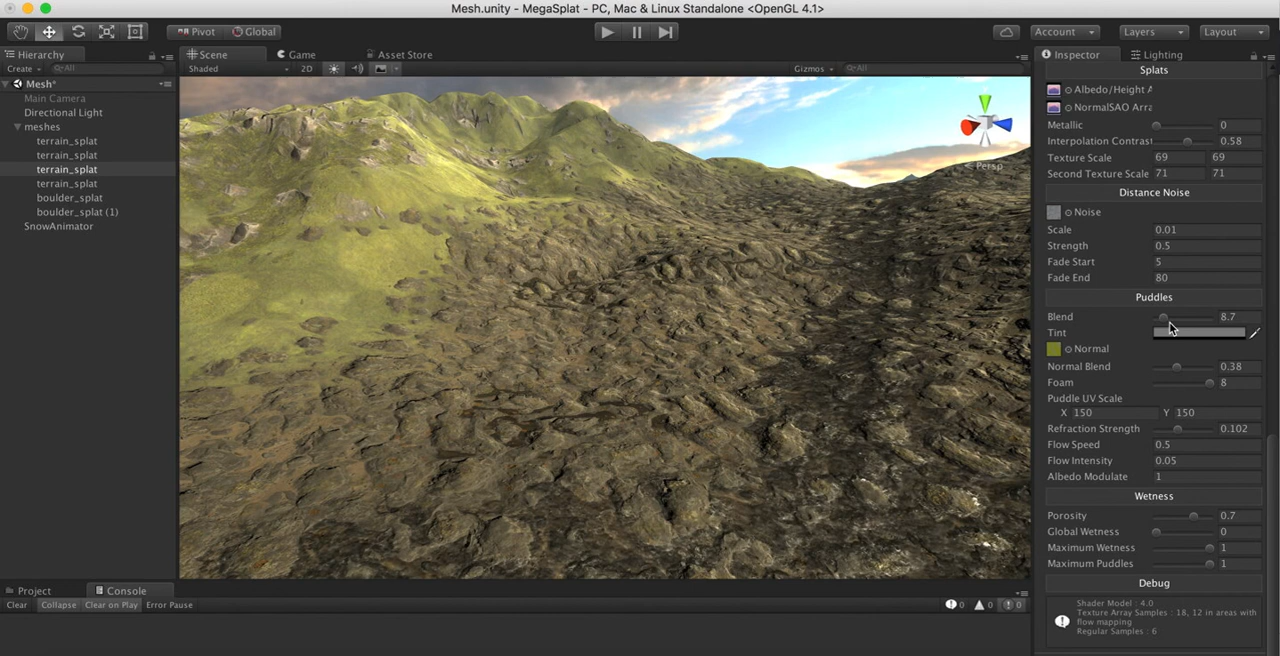 Mesh.unity - MegaSplat - PC, Mac & Linux Standalone <OpenGL 4.1>
Pivot Global Account Layers Layout
Hierarchy
Create All
Mesh*
Main Camera
Directional Light
meshes
terrain_splat
terrain_splat
terrain_splat
terrain_splat
boulder_splat
boulder_splat (1)
SnowAnimator
Scene Game Asset Store
Shaded 2D Gizmos All
Persp
Inspector Lighting
Splats
Albedo/Height A
NormalSAO Arra
Metallic 0
Interpolation Contrast 0.58
Texture Scale 69 69
Second Texture Scale 71 71
Distance Noise
Noise
Scale 0.01
Strength 0.5
Fade Start 5
Fade End 80
Puddles
Blend 8.7
Tint
Normal
Normal Blend 0.38
Foam 8
Puddle UV Scale
X 150 Y 150
Refraction Strength 0.102
Flow Speed 0.5
Flow Intensity 0.05
Albedo Modulate 1
Wetness
Porosity 0.7
Global Wetness 0
Maximum Wetness 1
Maximum Puddles 1
Debug
Shader Model : 4.0
Texture Array Samples : 18, 12 in areas with
flow mapping
Regular Samples : 6
Project Console
Clear Collapse Clear on Play Error Pause 0 0 0